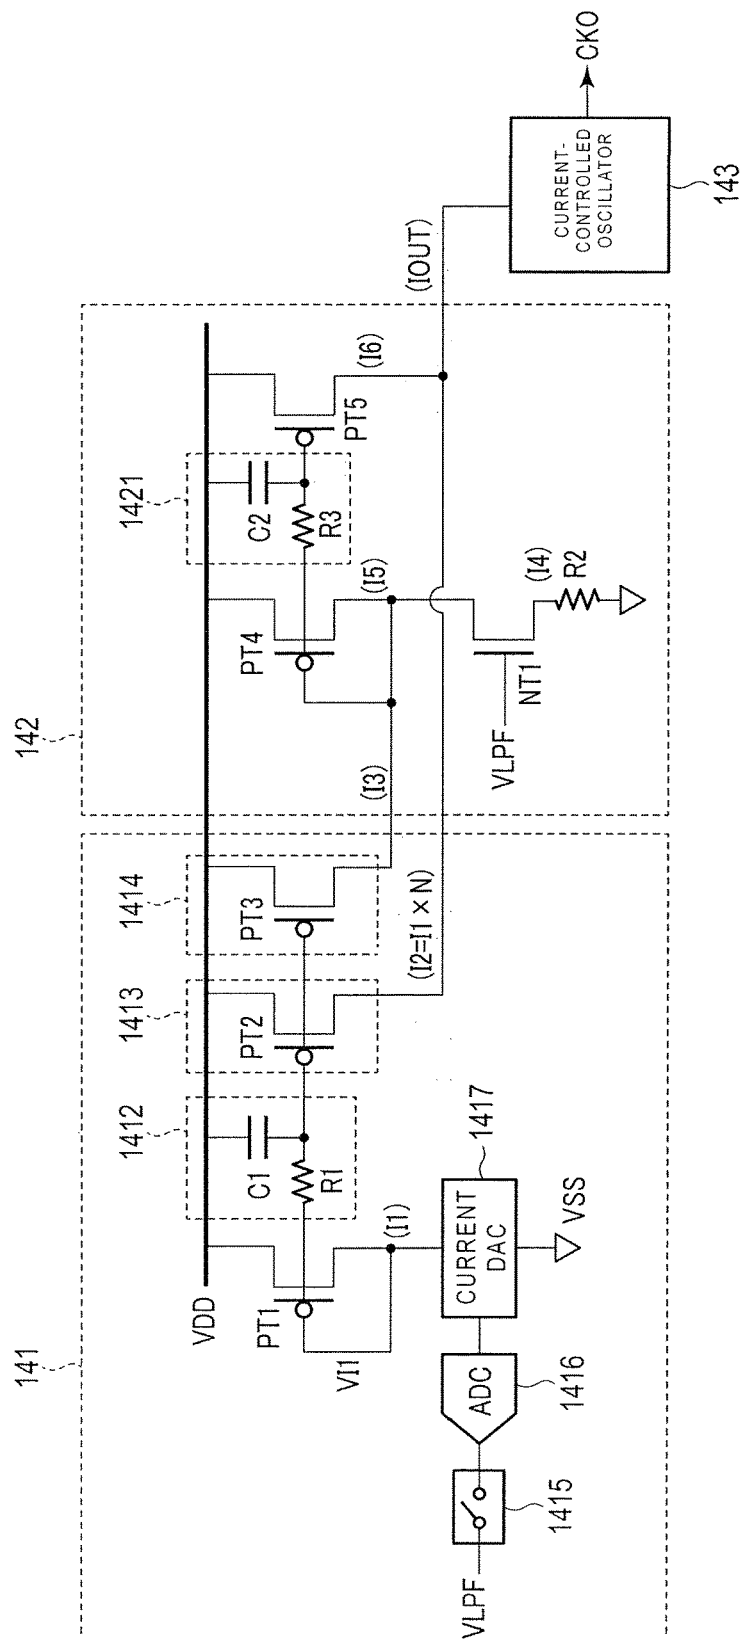 141
142
1412
1413
1414
1421
VDD
PT1
C1
R1
PT2
PT3
PT4
C2
R3
PT5
VI1
(I1)
(I3)
(I5)
(I6)
(I2=I1 × N)
(IOUT)
VLPF
NT1
(I4)
R2
VLPF
1415
ADC
1416
CURRENT
DAC
1417
VSS
CURRENT-
CONTROLLED
OSCILLATOR
143
CKO